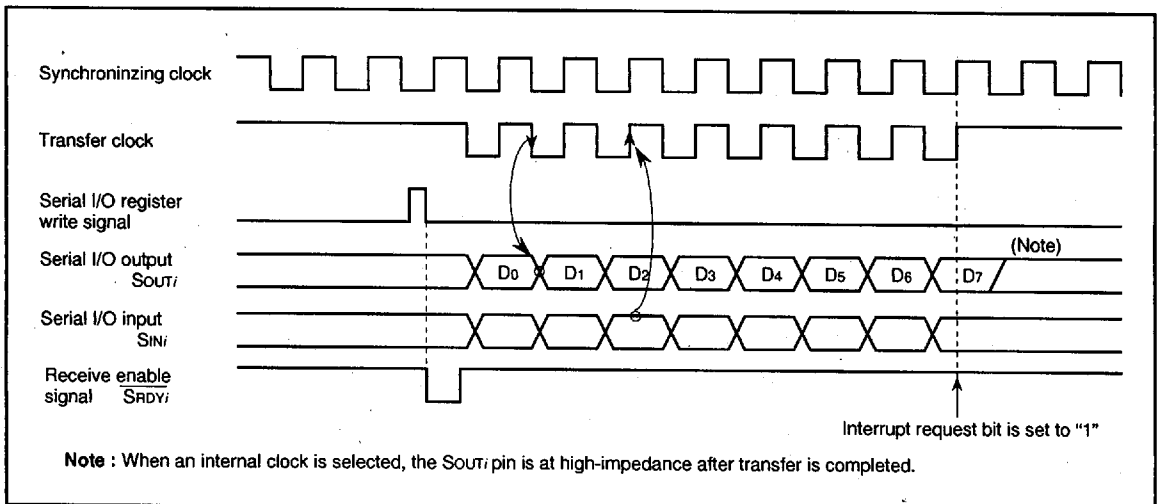 Synchroninzing clock
Transfer clock
Serial I/O register
write signal
(Note)
Serial I/O output
SOUTi
D0 D1 D2 D3 D4 D5 D6 D7
Serial I/O input
SINi
Receive enable
signal SRDYi
Interrupt request bit is set to “1”
Note : When an internal clock is selected, the SOUTi pin is at high-impedance after transfer is completed.